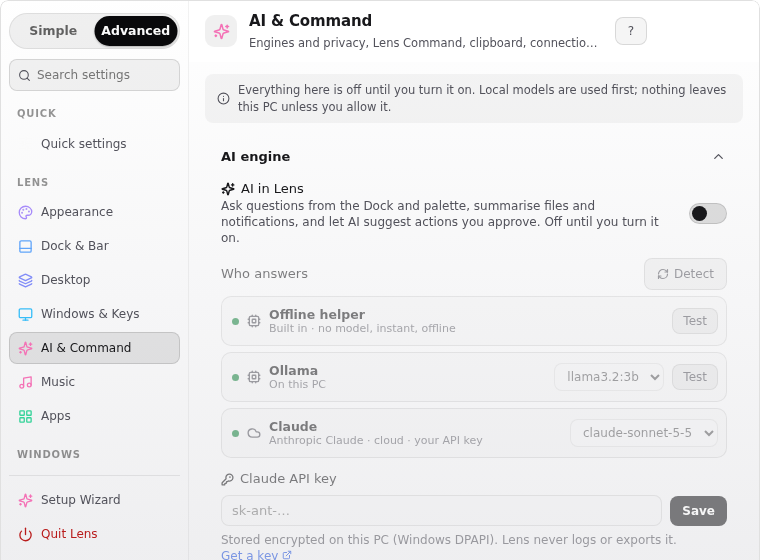 Simple
Advanced
Search settings
QUICK
Quick settings
LENS
Appearance
Dock & Bar
Desktop
Windows & Keys
AI & Command
Music
Apps
WINDOWS
Setup Wizard
Quit Lens
AI & Command
Engines and privacy, Lens Command, clipboard, connectio...
?
Everything here is off until you turn it on. Local models are used first; nothing leaves
this PC unless you allow it.
AI engine
AI in Lens
Ask questions from the Dock and palette, summarise files and
notifications, and let AI suggest actions you approve. Off until you turn it
on.
Who answers
Detect
Offline helper
Built in · no model, instant, offline
Test
Ollama
On this PC
llama3.2:3b
Test
Claude
Anthropic Claude · cloud · your API key
claude-sonnet-5-5
Claude API key
sk-ant-...
Save
Stored encrypted on this PC (Windows DPAPI). Lens never logs or exports it.
Get a key